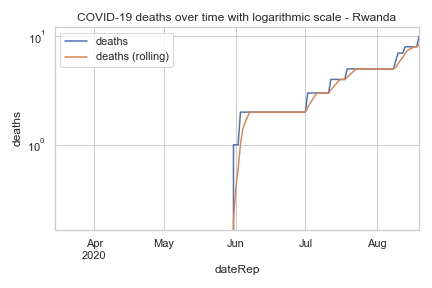 COVID-19 deaths over time with logarithmic scale - Rwanda
10¹
deaths
deaths (rolling)
deaths
10⁰
Apr
2020
May
Jun
Jul
Aug
dateRep